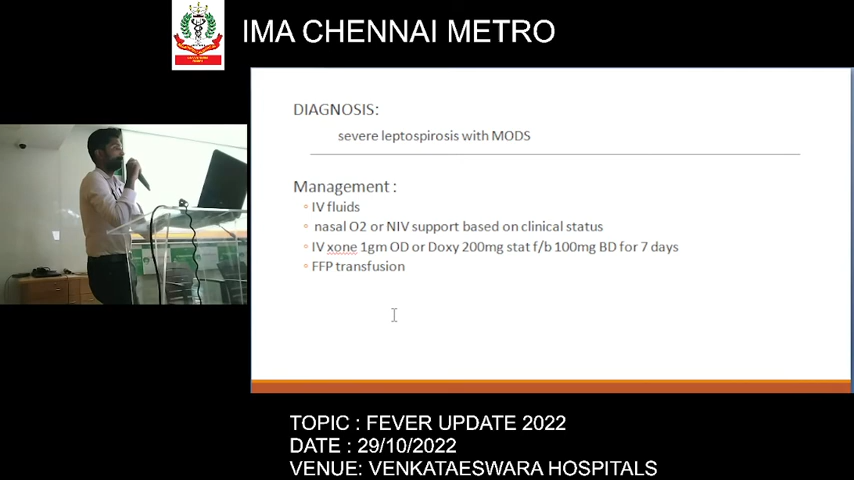 IMA CHENNAI METRO
DIAGNOSIS:
severe leptospirosis with MODS
Management :
◦ IV fluids
◦ nasal O2 or NIV support based on clinical status
◦ IV xone 1gm OD or Doxy 200mg stat f/b 100mg BD for 7 days
◦ FFP transfusion
TOPIC : FEVER UPDATE 2022
DATE : 29/10/2022
VENUE: VENKATAESWARA HOSPITALS